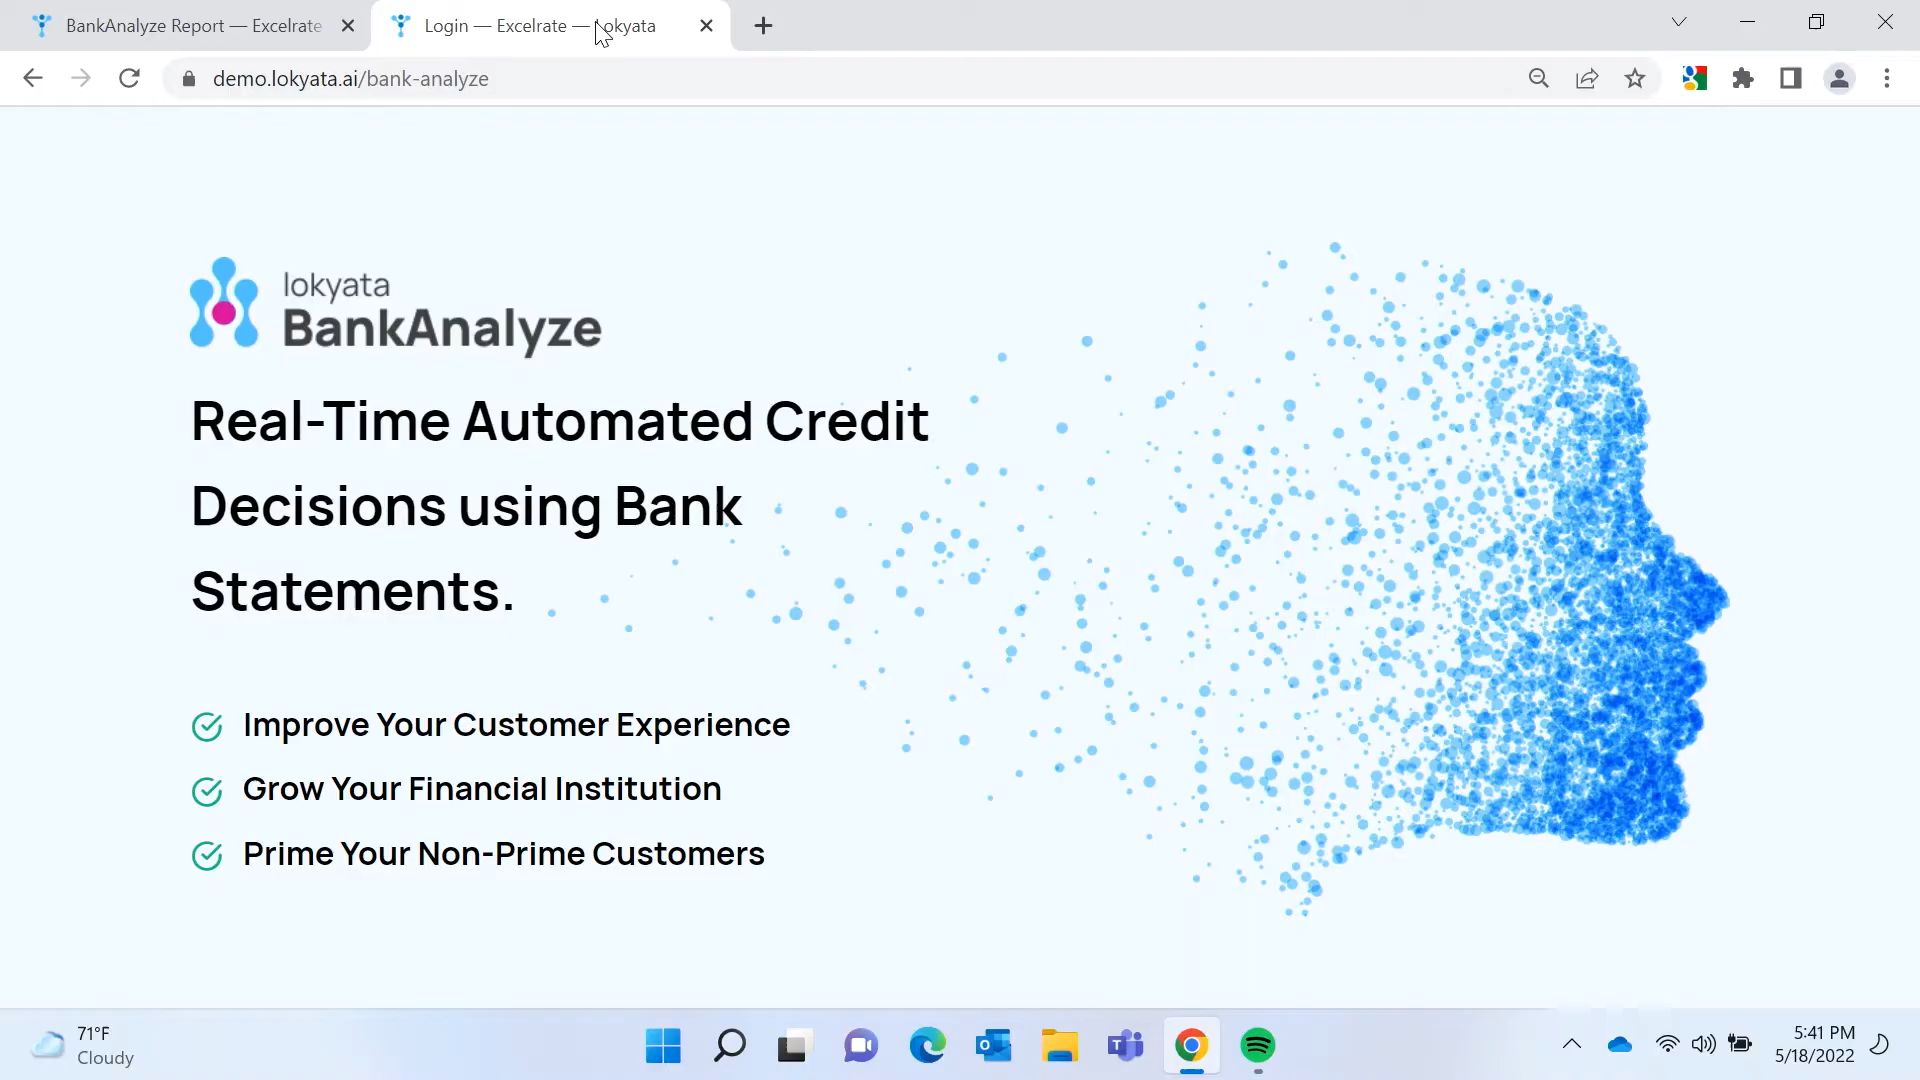 BankAnalyze Report — Excelrate
Login — Excelrate — Lokyata
demo.lokyata.ai/bank-analyze
lokyata
BankAnalyze
Real-Time Automated Credit
Decisions using Bank
Statements.
Improve Your Customer Experience
Grow Your Financial Institution
Prime Your Non-Prime Customers
71°F
Cloudy
5:41 PM
5/18/2022